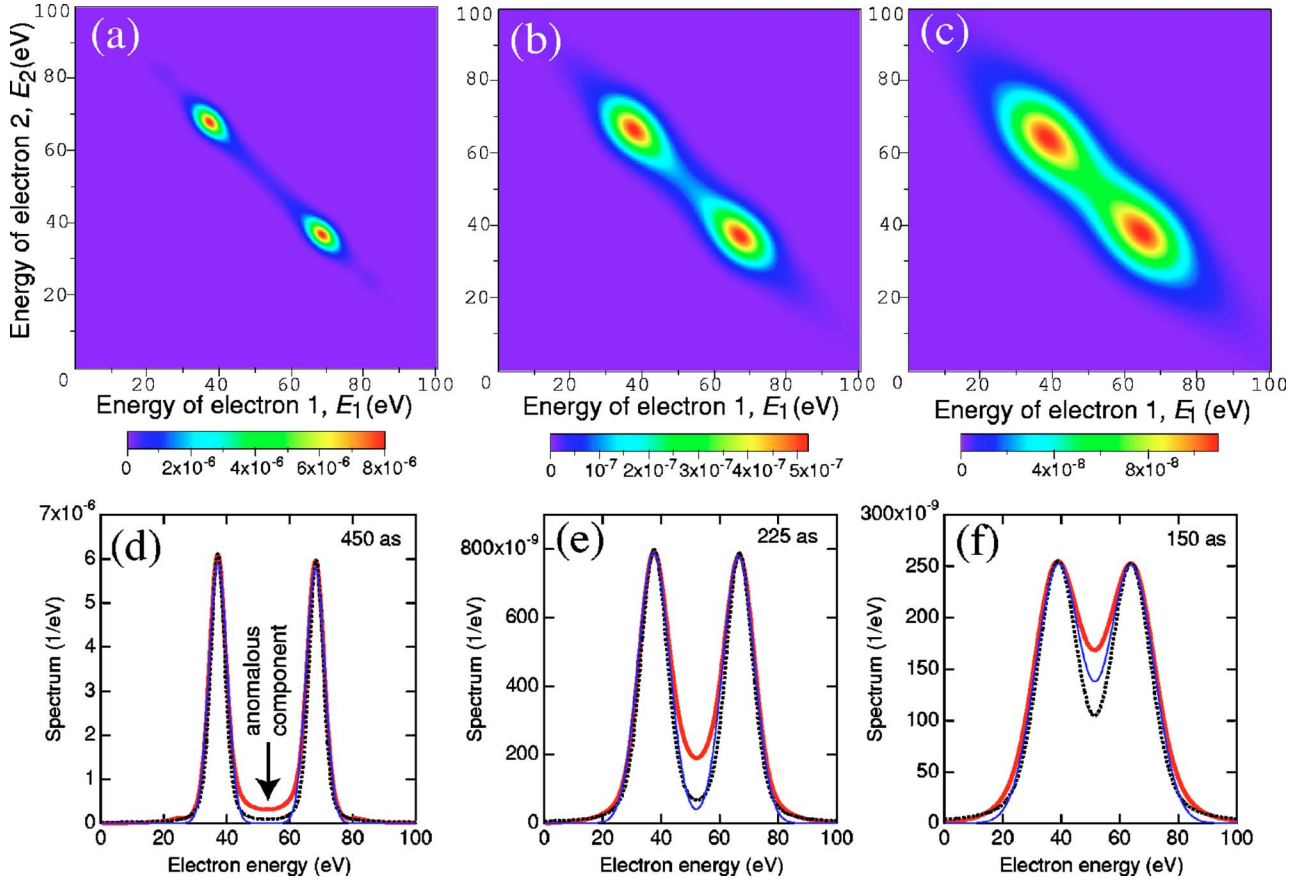 (a)
100
80
60
40
20
0
20
40
60
80
100
Energy of electron 2, E2(eV)
Energy of electron 1, E1(eV)
0 2x10-6 4x10-6 6x10-6 8x10-6
(b)
100
80
60
40
20
0
20
40
60
80
100
Energy of electron 1, E1(eV)
0 10-7 2x10-7 3x10-7 4x10-7 5x10-7
(c)
100
80
60
40
20
0
20
40
60
80
100
Energy of electron 1, E1(eV)
0 4x10-8 8x10-8
(d)
450 as
7x10-6
6
5
4
3
2
1
0
Spectrum (1/eV)
anomalous
component
0 20 40 60 80 100
Electron energy (eV)
(e)
225 as
800x10-9
600
400
200
0
Spectrum (1/eV)
0 20 40 60 80 100
Electron energy (eV)
(f)
150 as
300x10-9
250
200
150
100
50
0
Spectrum (1/eV)
0 20 40 60 80 100
Electron energy (eV)